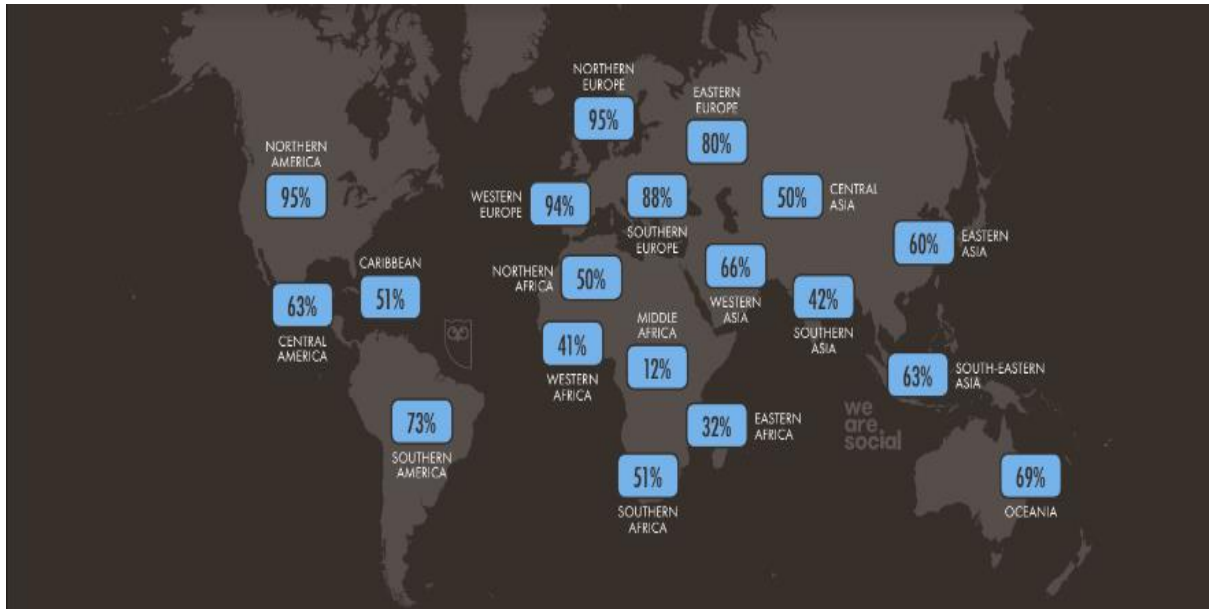 NORTHERN
EUROPE
95%
EASTERN
EUROPE
80%
NORTHERN
AMERICA
95%
WESTERN
EUROPE
94%
88%
SOUTHERN
EUROPE
50%
CENTRAL
ASIA
60%
EASTERN
ASIA
CARIBBEAN
51%
63%
CENTRAL
AMERICA
NORTHERN
AFRICA
50%
66%
WESTERN
ASIA
42%
SOUTHERN
ASIA
41%
WESTERN
AFRICA
MIDDLE
AFRICA
12%
63%
SOUTH-EASTERN
ASIA
73%
SOUTHERN
AMERICA
32%
EASTERN
AFRICA
we
are
social
51%
SOUTHERN
AFRICA
69%
OCEANIA